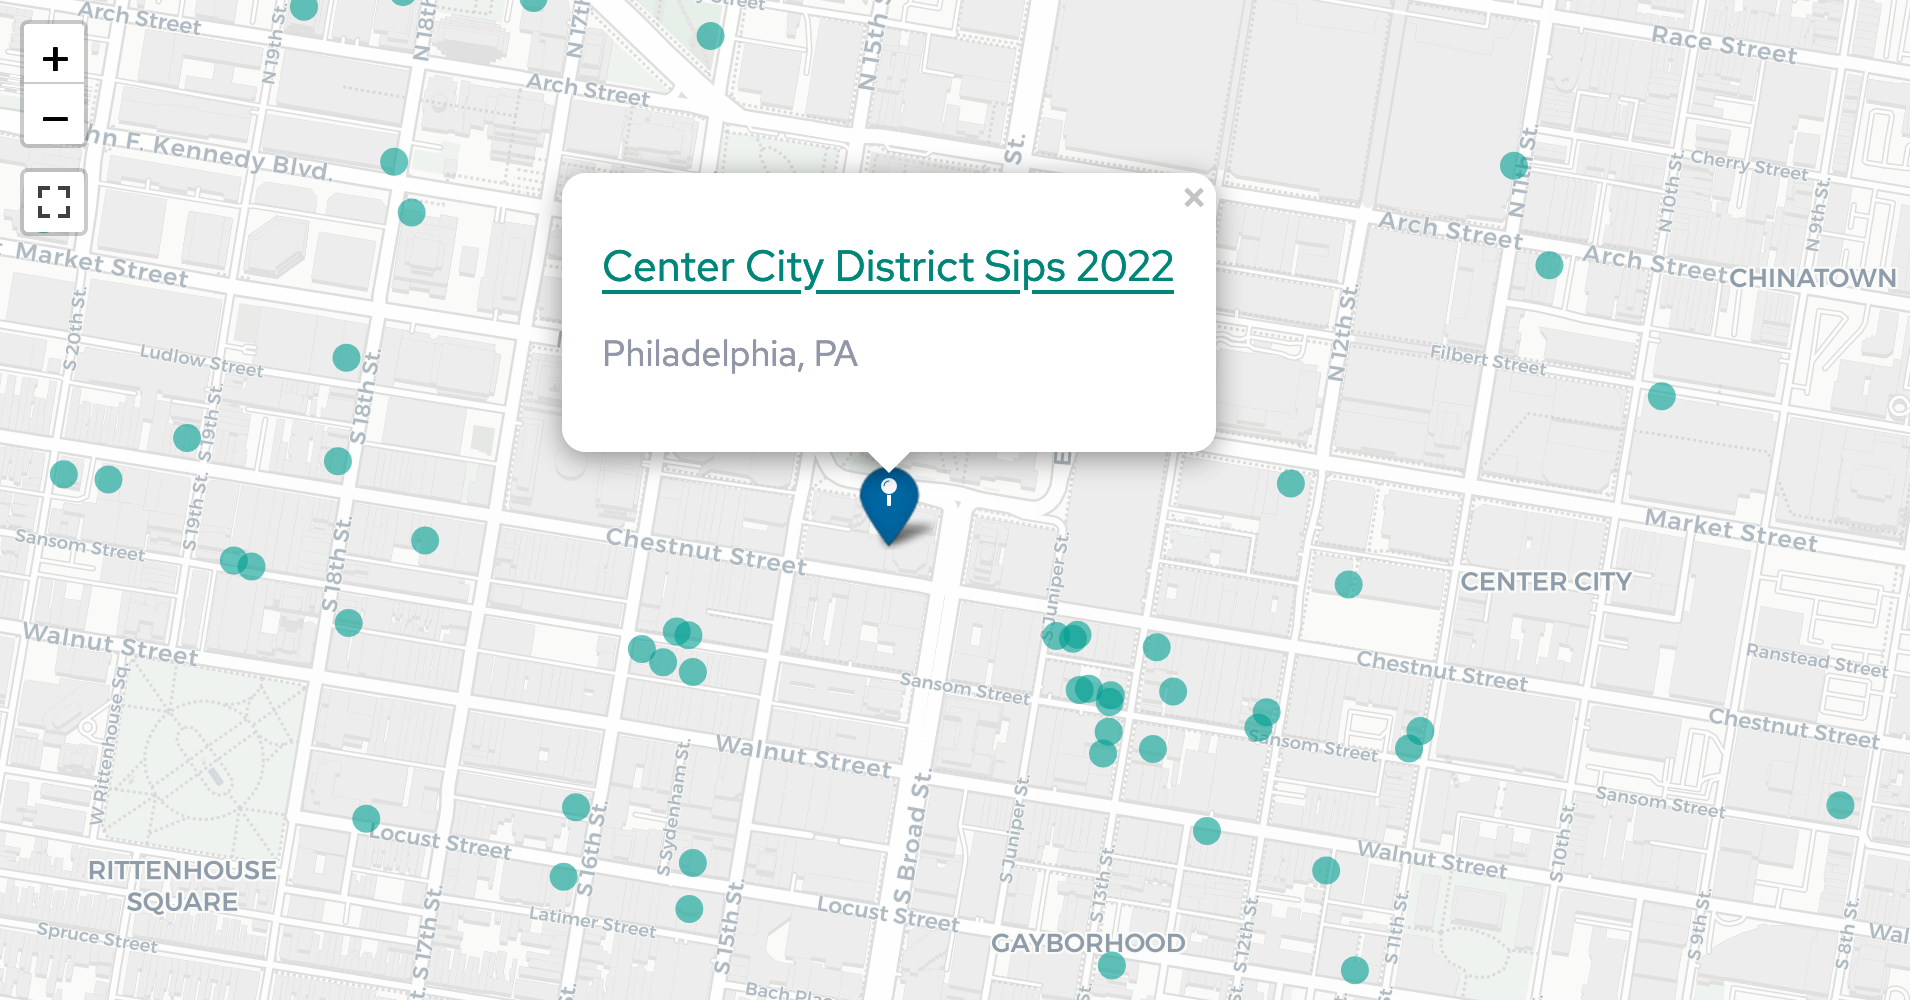 Arch Street
N 19th St.
N 18th
N 17th
N 15th S
Race Street
+
−
Arch Street
St.
hn F. Kennedy Blvd.
N 11th St.
Cherry Street
N 10th St.
N 9th St.
×
Arch Street
Arch Street
CHINATOWN
Market Street
Center City District Sips 2022
Philadelphia, PA
S 20th St.
Ludlow Street
S 18th St.
S 19th St.
N 12th St.
Filbert Street
Market Street
S 19th St.
Sansom Street
S 18th St.
Chestnut Street
S Juniper St.
CENTER CITY
Walnut Street
W Rittenhouse Sq.
Sansom Street
Chestnut Street
Ranstead Street
Chestnut Street
Walnut Street
Sansom Street
Sansom Street
S Sydenham St.
S Broad St.
S Juniper St.
Locust Street
S 16th St.
S 13th St.
Walnut Street
S 10th St.
RITTENHOUSE
SQUARE
Spruce Street
S 17th St.
Latimer Street
S 15th St.
Locust Street
GAYBORHOOD
S 12th St.
S 11th St.
S 9th St.
S 8th St.
Wal
Bach Plac
St.
St.
St.